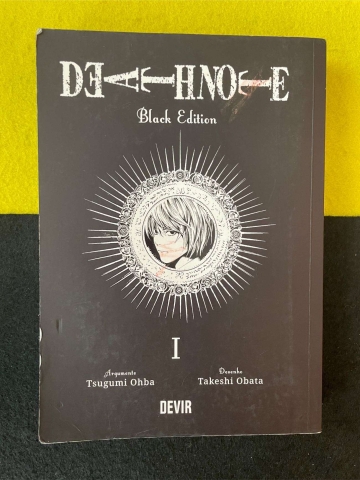 DEATH NOTE
Black Edition
I
Argumento
Tsugumi Ohba
Desenho
Takeshi Obata
DEVIR